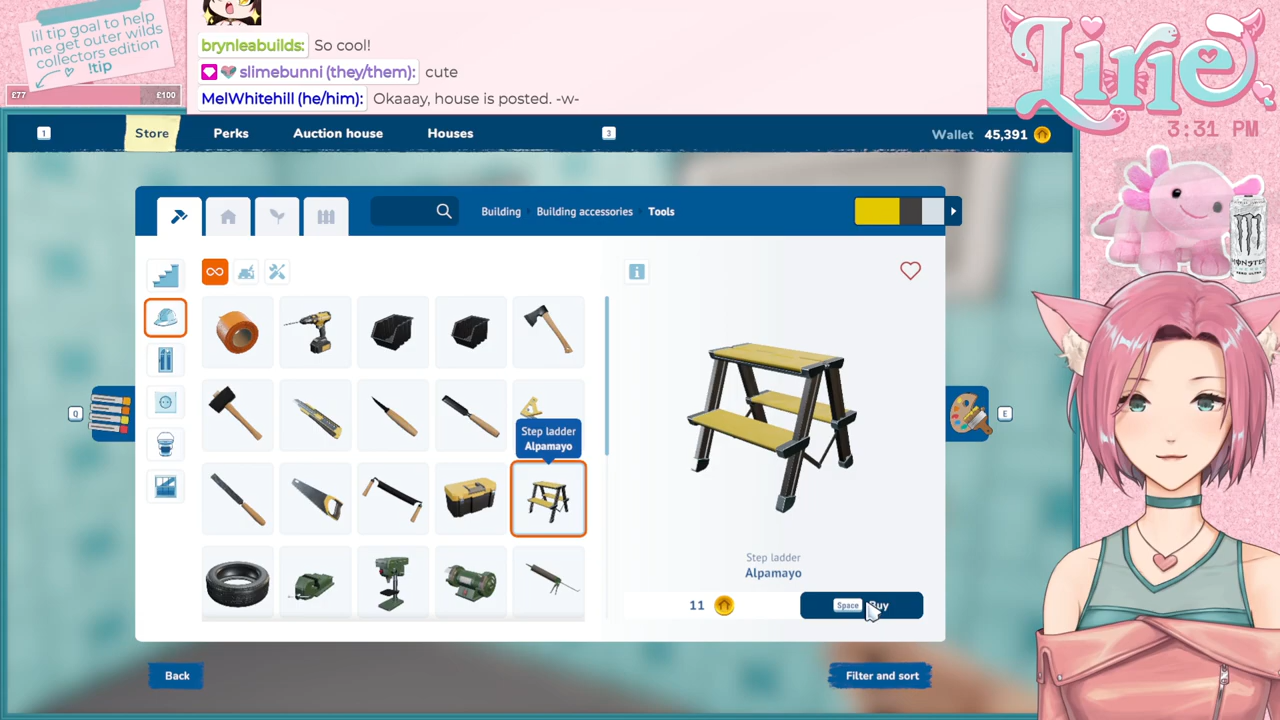 lil tip goal to help
me get outer wilds
collectors edition
!tip
£77
£100
brynleabuilds: So cool!
slimebunni (they/them): cute
MelWhitehill (he/him): Okaaay, house is posted. -w-
Lirie
3:31 PM
1
Store
Perks
Auction house
Houses
3
Wallet 45,391
Building
Building accessories
Tools
Step ladder
Alpamayo
Q
E
Step ladder
Alpamayo
11
Space
Buy
Back
Filter and sort
MONSTER